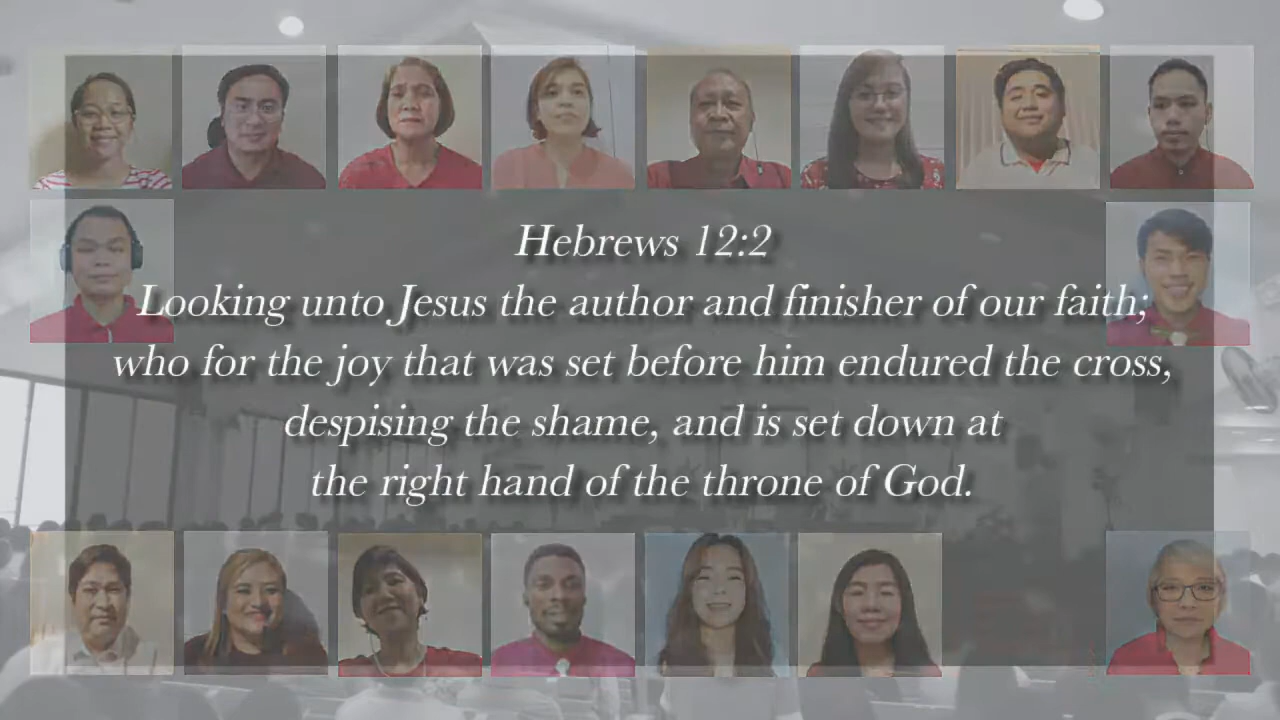 Hebrews 12:2
Looking unto Jesus the author and finisher of our faith;
who for the joy that was set before him endured the cross,
despising the shame, and is set down at
the right hand of the throne of God.